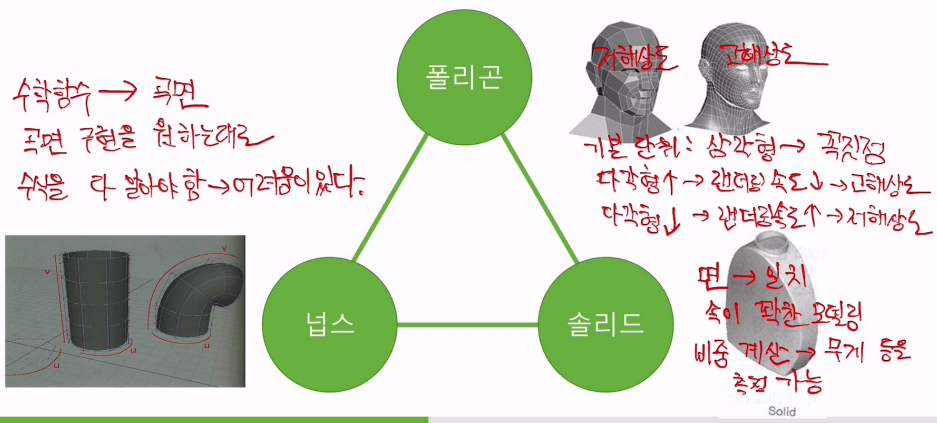 폴리곤
수학함수 → 곡면
곡면 구현을 원하는대로
수식을 다 알아야 함 → 어려움이 있다.
저해상도
고해상도
기본 단위: 삼각형 → 꼭짓점
다각형↑ → 랜더링 속도↓ → 고해상도
다각형↓ → 랜더링속도↑ → 저해상도
넙스
솔리드
V
V
U
U
U
면 → 일치
속이 꽉찬 모델링
비중 계산 → 무게 등을
측정 가능
Solid